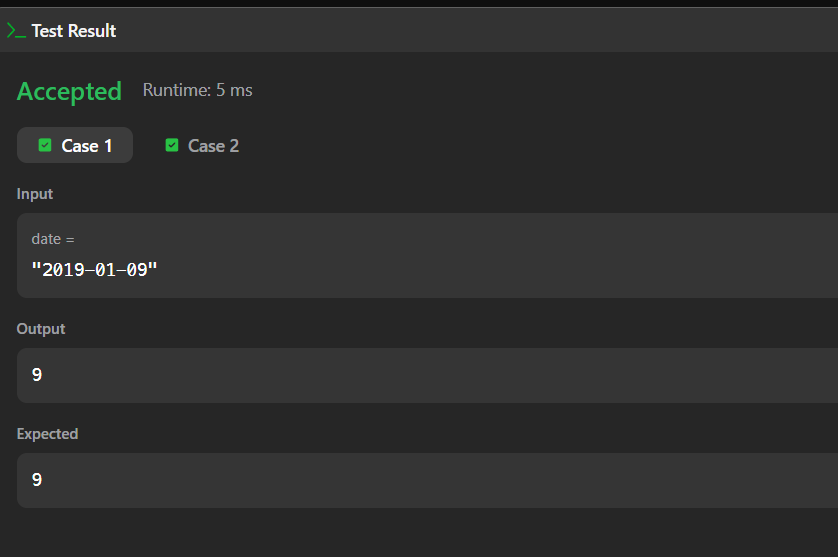 Test Result
Accepted Runtime: 5 ms
Case 1 Case 2
Input
date =
"2019-01-09"
Output
9
Expected
9